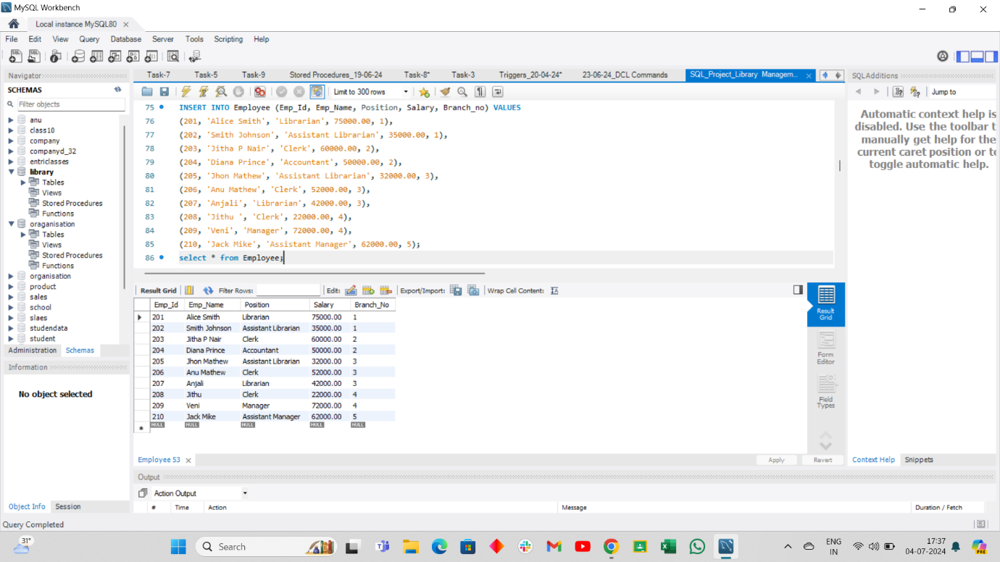 MySQL Workbench
Local instance MySQL80
File Edit View Query Database Server Tools Scripting Help
Navigator
SCHEMAS
Filter objects
anu
class10
company
companyd_32
entriclasses
library
Tables
Views
Stored Procedures
Functions
oraganisation
Tables
Views
Stored Procedures
Functions
organisation
product
sales
school
slaes
studendata
student
Administration Schemas
Information
No object selected
Object Info Session
Query Completed
Task-7 Task-5 Task-9 Stored Procedures_19-06-24 Task-8* Task-3 Triggers_20-04-24* 23-06-24_DCL Commands SQL_Project_Library Managem...
Limit to 300 rows
75 INSERT INTO Employee (Emp_Id, Emp_Name, Position, Salary, Branch_no) VALUES
76 (201, 'Alice Smith', 'Librarian', 75000.00, 1),
77 (202, 'Smith Johnson', 'Assistant Librarian', 35000.00, 1),
78 (203, 'Jitha P Nair', 'Clerk', 60000.00, 2),
79 (204, 'Diana Prince', 'Accountant', 50000.00, 2),
80 (205, 'Jhon Mathew', 'Assistant Librarian', 32000.00, 3),
81 (206, 'Anu Mathew', 'Clerk', 52000.00, 3),
82 (207, 'Anjali', 'Librarian', 42000.00, 3),
83 (208, 'Jithu ', 'Clerk', 22000.00, 4),
84 (209, 'Veni', 'Manager', 72000.00, 4),
85 (210, 'Jack Mike', 'Assistant Manager', 62000.00, 5);
86 select * from Employee;
Result Grid Filter Rows: Edit: Export/Import: Wrap Cell Content:
Emp_Id Emp_Name Position Salary Branch_No
201 Alice Smith Librarian 75000.00 1
202 Smith Johnson Assistant Librarian 35000.00 1
203 Jitha P Nair Clerk 60000.00 2
204 Diana Prince Accountant 50000.00 2
205 Jhon Mathew Assistant Librarian 32000.00 3
206 Anu Mathew Clerk 52000.00 3
207 Anjali Librarian 42000.00 3
208 Jithu Clerk 22000.00 4
209 Veni Manager 72000.00 4
210 Jack Mike Assistant Manager 62000.00 5
NULL NULL NULL NULL NULL
Result
Grid
Form
Editor
Field
Types
Employee 53 Apply Revert
Output
Action Output
# Time Action Message Duration / Fetch
SQLAdditions
Jump to
Automatic context help is
disabled. Use the toolbar t
manually get help for the
current caret position or to
toggle automatic help.
Context Help Snippets
31°
Search
ENG
IN
17:37
04-07-2024
PRE